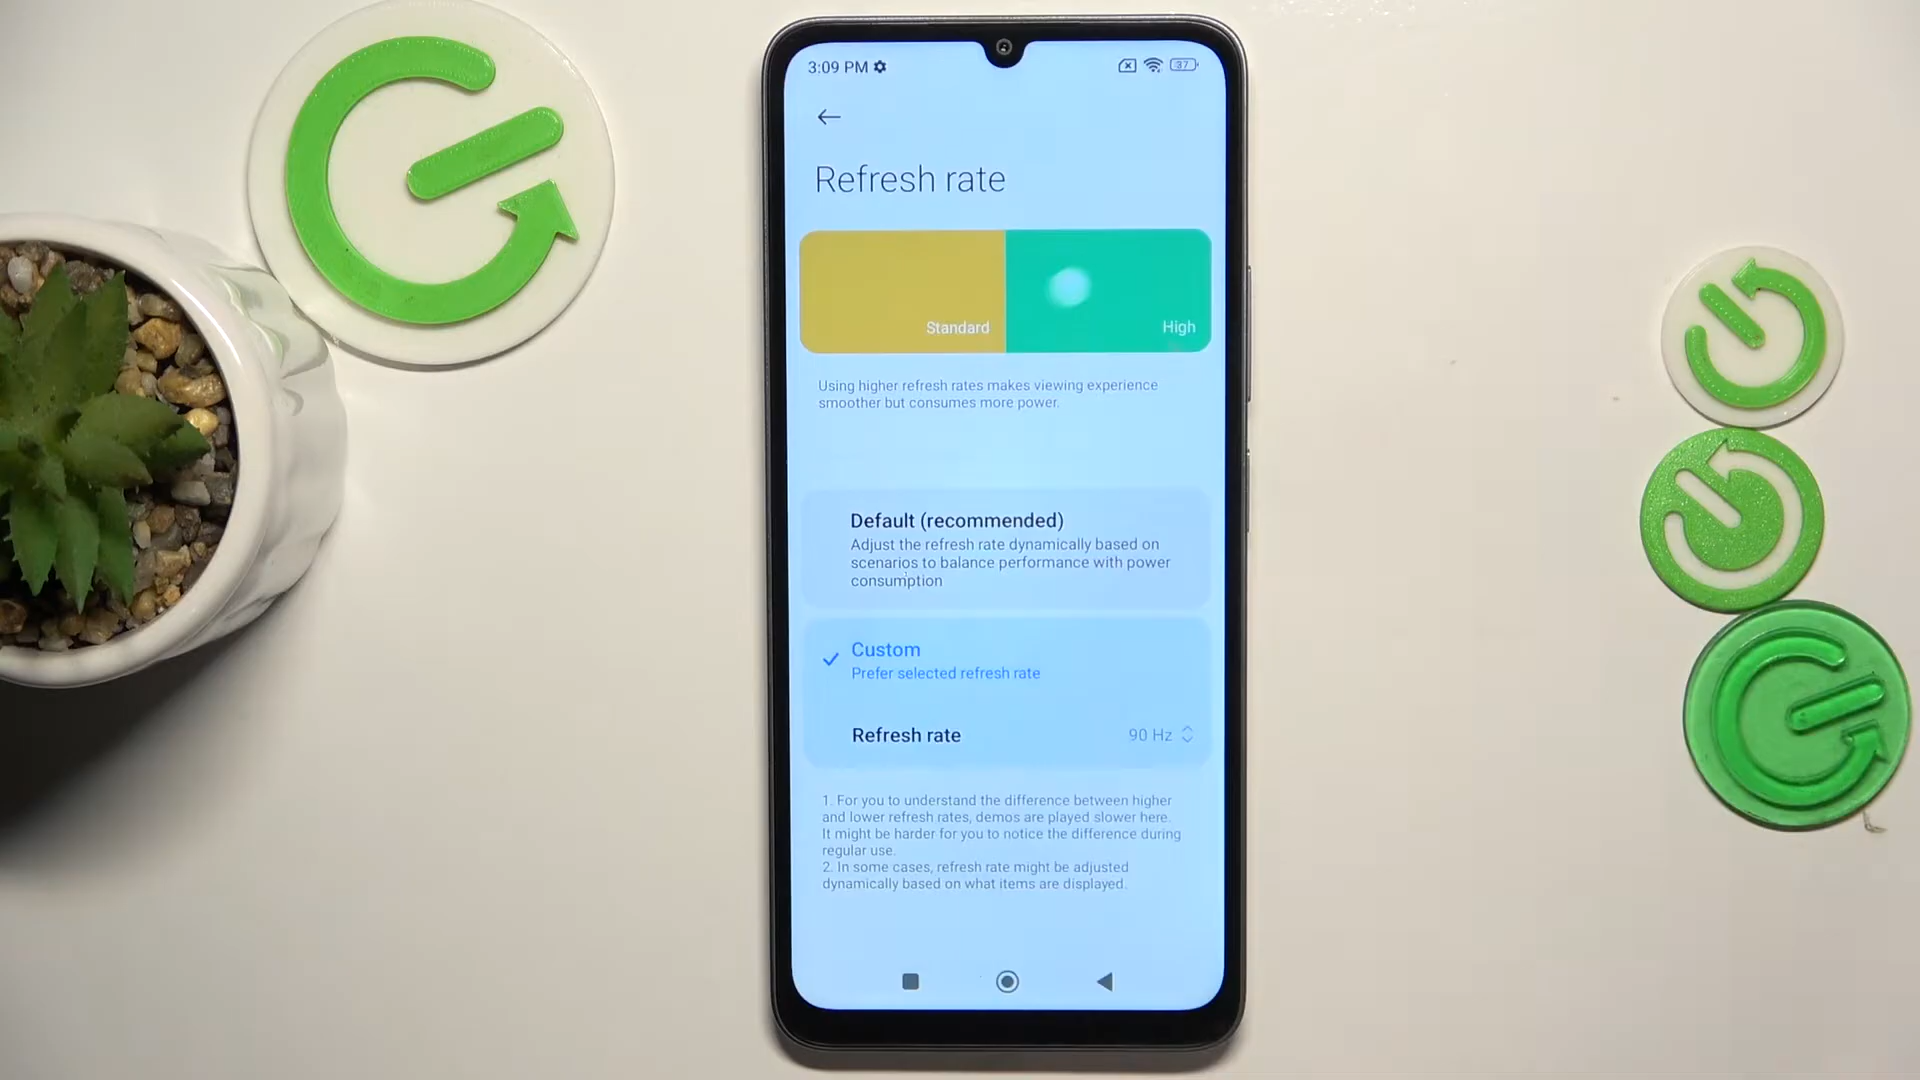 3:09 PM
37
Refresh rate
Standard
High
Using higher refresh rates makes viewing experience
smoother but consumes more power.
Default (recommended)
Adjust the refresh rate dynamically based on
scenarios to balance performance with power
consumption
Custom
Prefer selected refresh rate
Refresh rate 90 Hz
1. For you to understand the difference between higher
and lower refresh rates, demos are played slower here.
It might be harder for you to notice the difference during
regular use.
2. In some cases, refresh rate might be adjusted
dynamically based on what items are displayed.